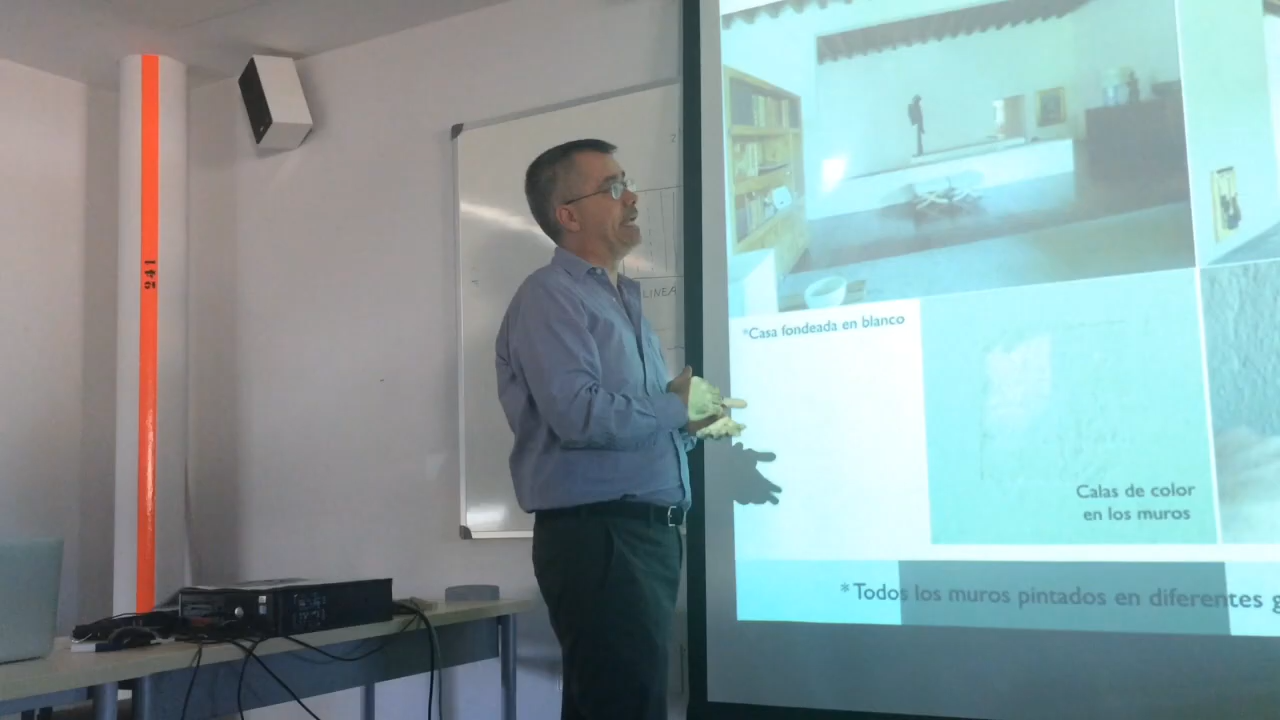 241
LINEA
*Casa fondeada en blanco
Calas de color
en los muros
* Todos los muros pintados en diferentes g